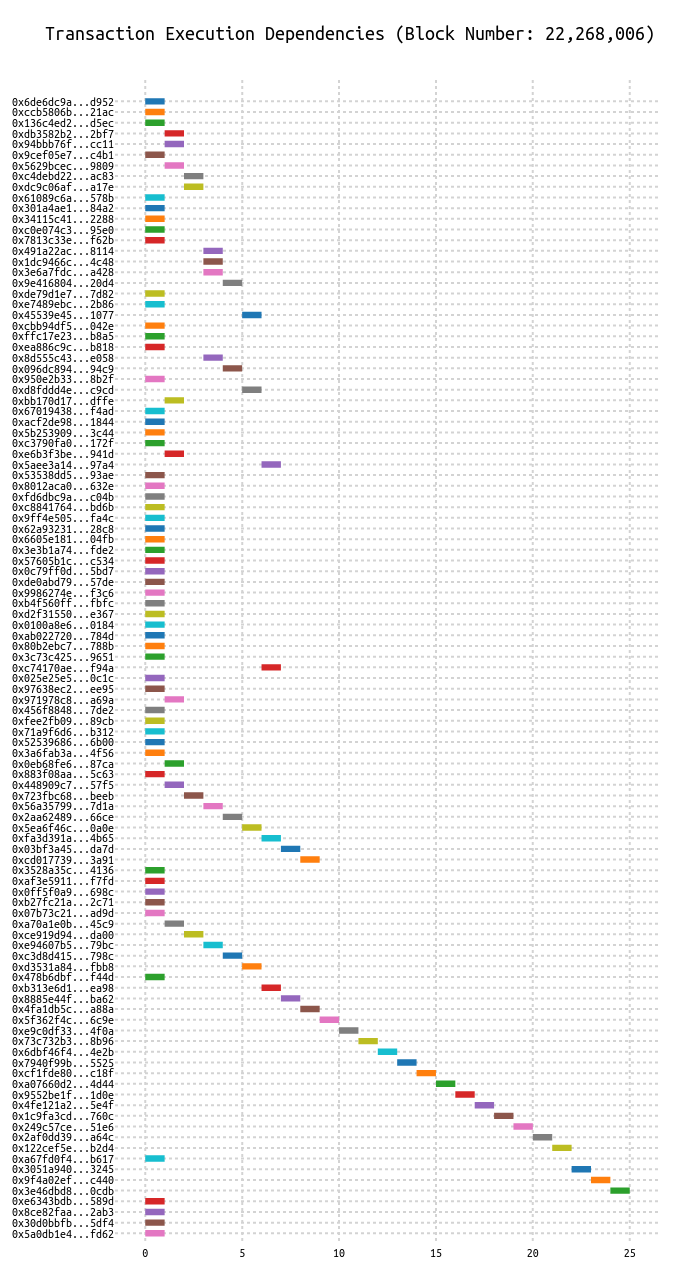 Transaction Execution Dependencies (Block Number: 22,268,006)
0x6de6dc9a...d952
0xccb5806b...21ac
0x136c4ed2...d5ec
0xdb3582b2...2bf7
0x94bbb76f...cc11
0x9cef05e7...c4b1
0x5629bcec...9809
0xc4debd22...ac83
0xdc9c06af...a17e
0x61089c6a...578b
0x301a4ae1...84a2
0x34115c41...2288
0xc0e074c3...95e0
0x7813c33e...f62b
0x491a22ac...8114
0x1dc9466c...4c48
0x3e6a7fdc...a428
0x9e416804...20d4
0xde79d1e7...7d82
0xe7489ebc...2b86
0x45539e45...1077
0xcbb94df5...042e
0xffc17e23...b8a5
0xea886c9c...b818
0x8d555c43...e058
0x096dc894...94c9
0x950e2b33...8b2f
0xd8fddd4e...c9cd
0xbb170d17...dffe
0x67019438...f4ad
0xacf2de98...1844
0x5b253909...3c44
0xc3790fa0...172f
0xe6b3f3be...941d
0x5aee3a14...97a4
0x53538dd5...93ae
0x8012aca0...632e
0xfd6dbc9a...c04b
0xc8841764...bd6b
0x9ff4e505...fa4c
0x62a93231...28c8
0x6605e181...04fb
0x3e3b1a74...fde2
0x57605b1c...c534
0x0c79ff0d...5bd7
0xde0abd79...57de
0x9986274e...f3c6
0xb4f560ff...fbfc
0xd2f31550...e367
0x0100a8e6...0184
0xab022720...784d
0x80b2ebc7...788b
0x3c73c425...9651
0xc74170ae...f94a
0x025e25e5...0c1c
0x97638ec2...ee95
0x971978c8...a69a
0x456f8848...7de2
0xfee2fb09...89cb
0x71a9f6d6...b312
0x52539686...6b00
0x3a6fab3a...4f56
0x0eb68fe6...87ca
0x883f08aa...5c63
0x448909c7...57f5
0x723fbc68...beeb
0x56a35799...7d1a
0x2aa62489...66ce
0x5ea6f46c...0a0e
0xfa3d391a...4b65
0x03bf3a45...da7d
0xcd017739...3a91
0x3528a35c...4136
0xaf3e5911...f7fd
0x0ff5f0a9...698c
0xb27fc21a...2c71
0x07b73c21...ad9d
0xa70a1e0b...45c9
0xce919d94...da00
0xe94607b5...79bc
0xc3d8d415...798c
0xd3531a84...fbb8
0x478b6dbf...f44d
0xb313e6d1...ea98
0x8885e44f...ba62
0x4fa1db5c...a88a
0x5f362f4c...6c9e
0xe9c0df33...4f0a
0x73c732b3...8b96
0x6dbf46f4...4e2b
0x7940f99b...5525
0xcf1fde80...c18f
0xa07660d2...4d44
0x9552be1f...1d0e
0x4fe121a2...5e4f
0x1c9fa3cd...760c
0x249c57ce...51e6
0x2af0dd39...a64c
0x122cef5e...b2d4
0xa67fd0f4...b617
0x3051a940...3245
0x9f4a02ef...c440
0x3e46dbd8...0cdb
0xe6343bdb...589d
0x8ce82faa...2ab3
0x30d0bbfb...5df4
0x5a0db1e4...fd62
0 5 10 15 20 25